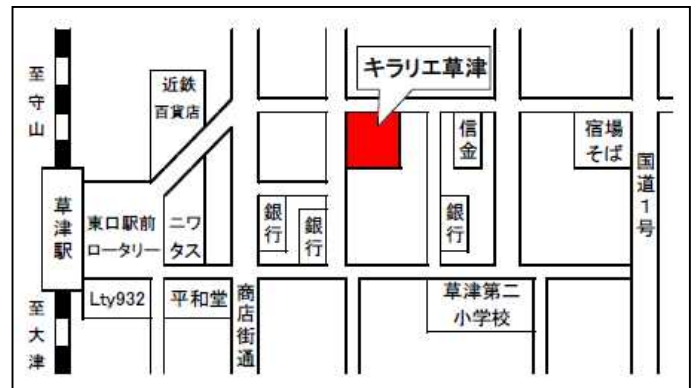 至守山
近鉄
百貨店
キラリエ草津
信金
宿場
そば
国道1号
草津駅
東口駅前
ロータリー
ニワ
タス
銀行
銀行
銀行
至大津
Lty932
平和堂
商店街通
草津第二
小学校